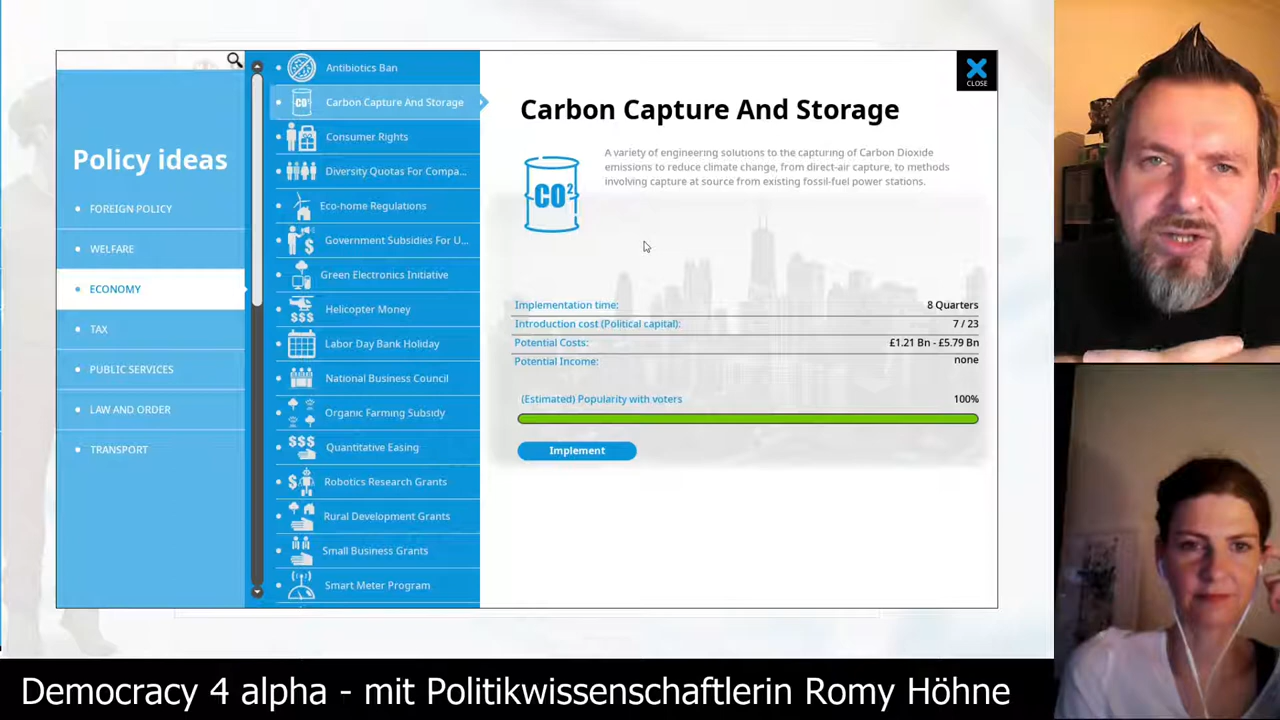 Policy ideas
FOREIGN POLICY
WELFARE
ECONOMY
TAX
PUBLIC SERVICES
LAW AND ORDER
TRANSPORT
Antibiotics Ban
CO2
Carbon Capture And Storage
Consumer Rights
Diversity Quotas For Compa...
Eco-home Regulations
$
Government Subsidies For U...
Green Electronics Initiative
$$$
Helicopter Money
Labor Day Bank Holiday
National Business Council
Organic Farming Subsidy
$$$
Quantitative Easing
$
Robotics Research Grants
Rural Development Grants
Small Business Grants
Smart Meter Program
CLOSE
Carbon Capture And Storage
CO2
A variety of engineering solutions to the capturing of Carbon Dioxide
emissions to reduce climate change, from direct-air capture, to methods
involving capture at source from existing fossil-fuel power stations.
Implementation time: 8 Quarters
Introduction cost (Political capital): 7 / 23
Potential Costs: £1.21 Bn - £5.79 Bn
Potential Income: none
(Estimated) Popularity with voters 100%
Implement
Democracy 4 alpha - mit Politikwissenschaftlerin Romy Höhne